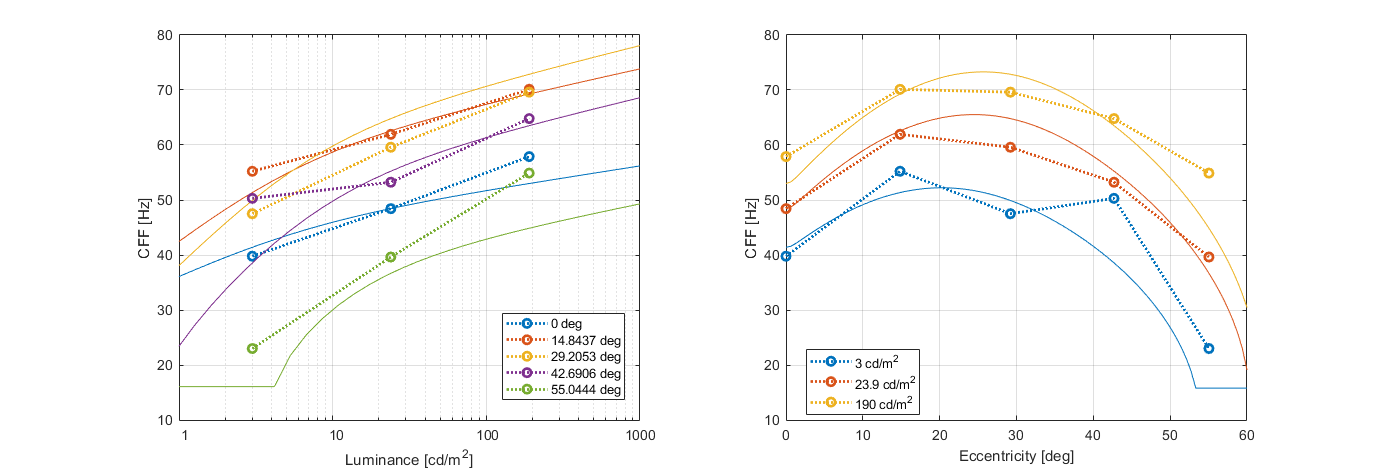 80
70
60
50
40
30
20
10
CFF [Hz]
1
10
100
1000
Luminance [cd/m²]
0 deg
14.8437 deg
29.2053 deg
42.6906 deg
55.0444 deg
80
70
60
50
40
30
20
10
CFF [Hz]
0
10
20
30
40
50
60
Eccentricity [deg]
3 cd/m²
23.9 cd/m²
190 cd/m²